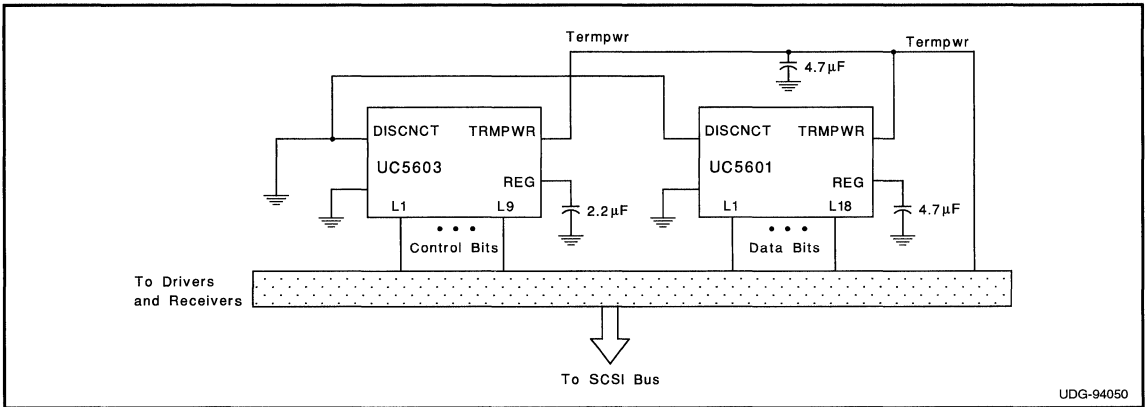 Termpwr
Termpwr
4.7µF
DISCNCT TRMPWR
DISCNCT TRMPWR
UC5603
UC5601
REG
REG
L1 L9
2.2µF
L1 L18
4.7µF
Control Bits
Data Bits
To Drivers
and Receivers
To SCSI Bus
UDG-94050